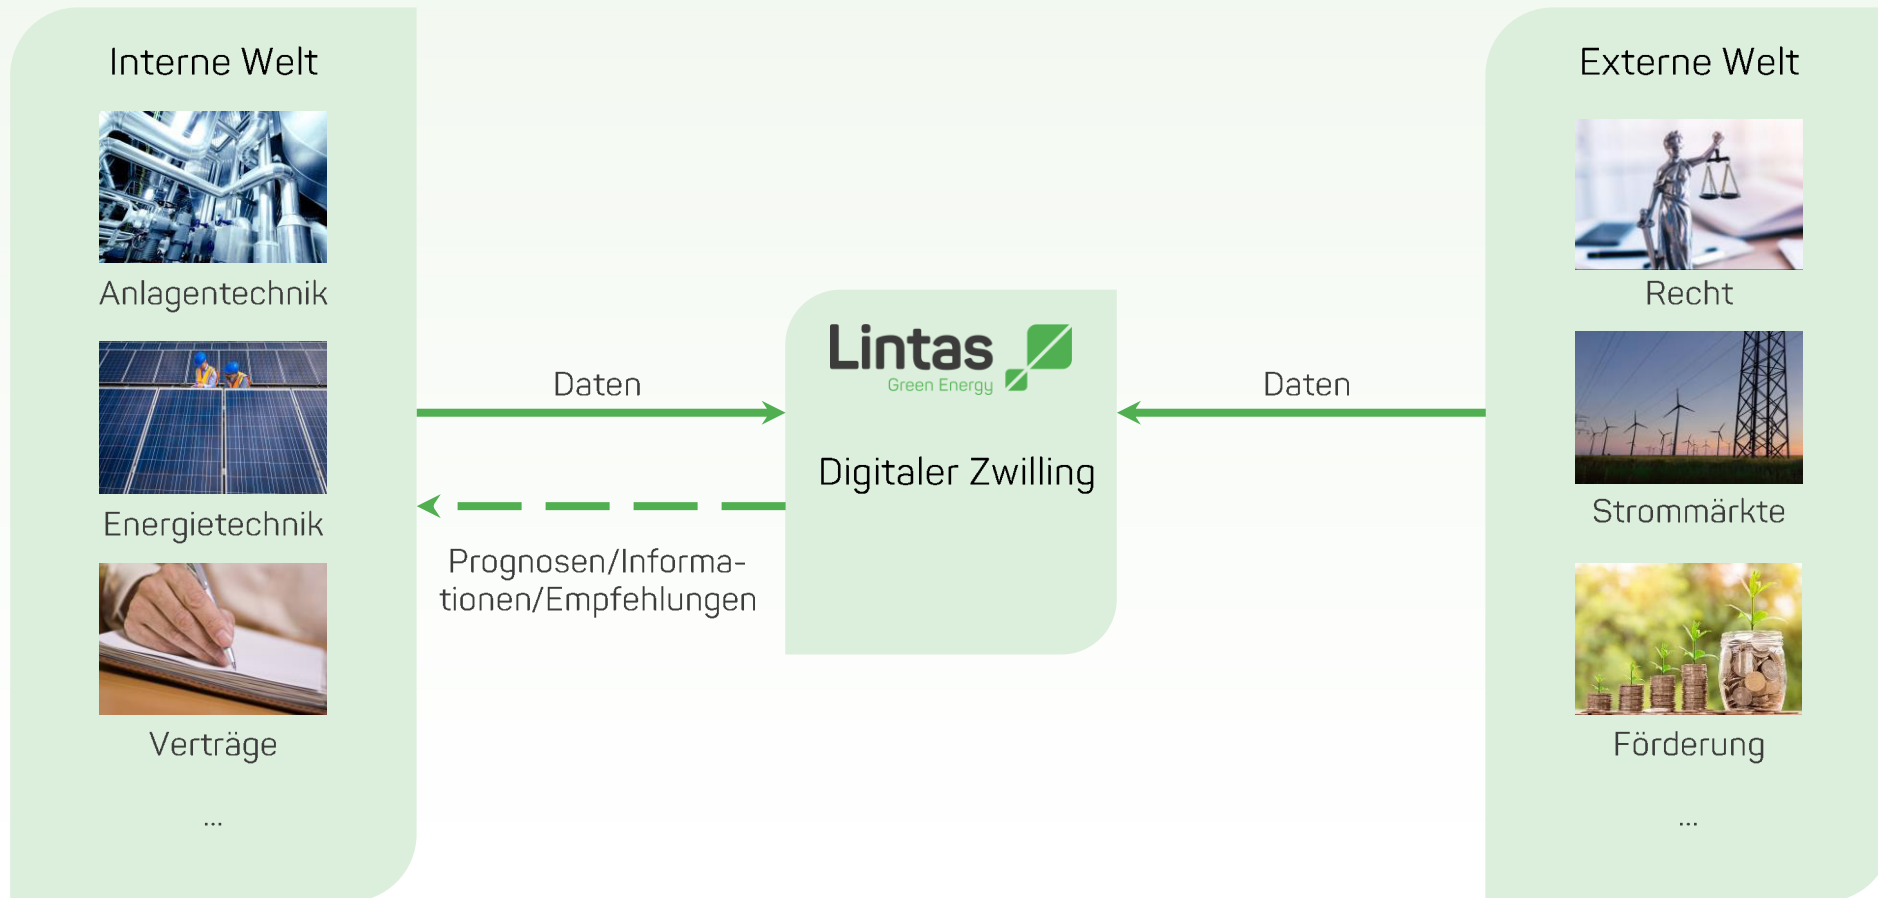 Interne Welt
Anlagentechnik
Energietechnik
Verträge
...
Daten
Prognosen/Informa-
tionen/Empfehlungen
Lintas
Green Energy
Digitaler Zwilling
Daten
Externe Welt
Recht
Strommärkte
Förderung
...